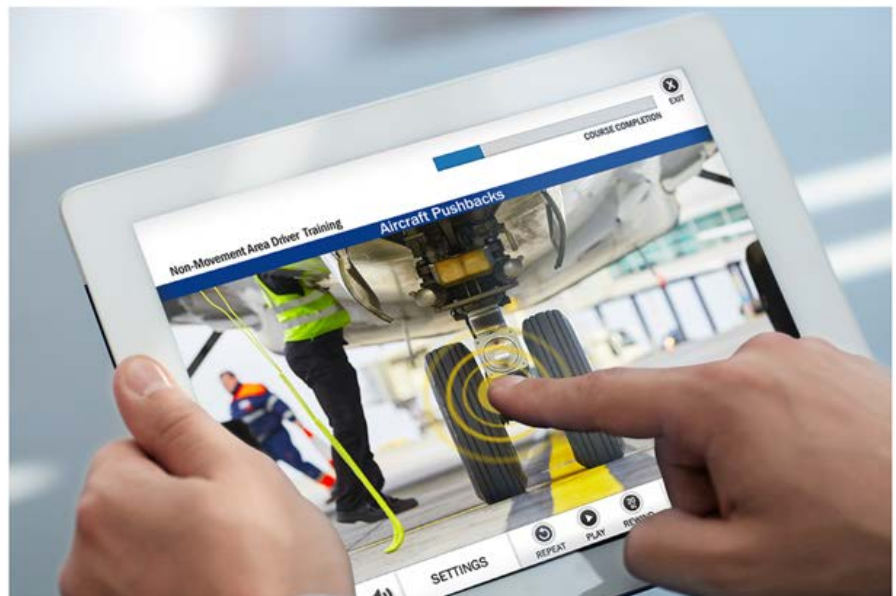 EXIT
COURSE COMPLETION
Non-Movement Area Driver Training
Aircraft Pushbacks
SETTINGS
REPEAT
PLAY
REWIND